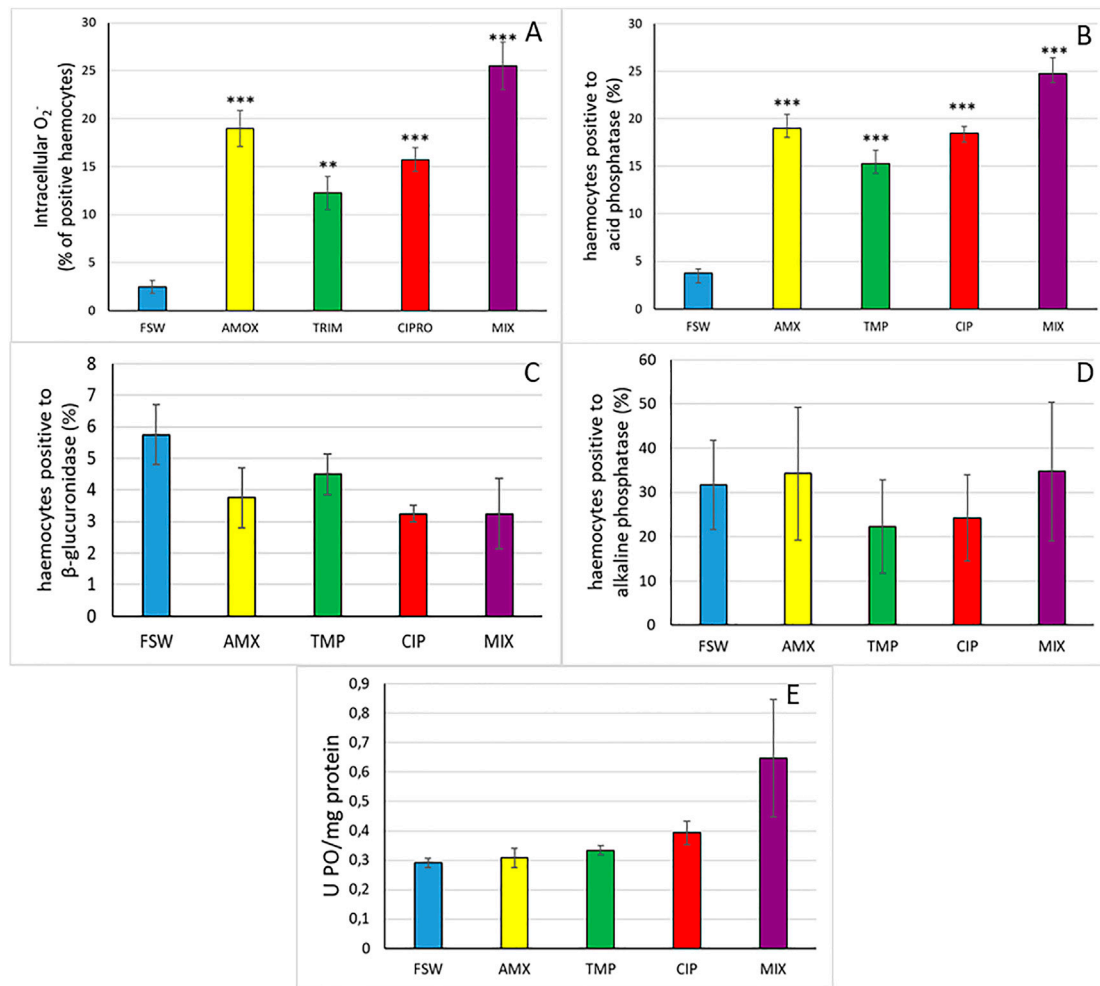 A
Intracellular O₂⁻
(% of positive haemocytes)
30
25
20
15
10
5
0
*** ** *** ***
FSW AMOX TRIM CIPRO MIX
B
haemocytes positive to
acid phosphatase (%)
30
25
20
15
10
5
0
*** *** *** ***
FSW AMX TMP CIP MIX
C
haemocytes positive to
β-glucuronidase (%)
8
7
6
5
4
3
2
1
0
FSW AMX TMP CIP MIX
D
haemocytes positive to
alkaline phosphatase (%)
60
50
40
30
20
10
0
FSW AMX TMP CIP MIX
E
U PO/mg protein
0,9
0,8
0,7
0,6
0,5
0,4
0,3
0,2
0,1
0
FSW AMX TMP CIP MIX